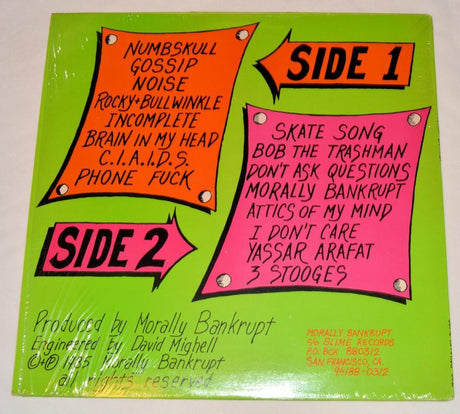 SIDE 1
NUMBSKULL
GOSSIP
NOISE
ROCKY + BULLWINKLE
INCOMPLETE
BRAIN IN MY HEAD
C.I.A.I.D.S.
PHONE FUCK
SIDE 2
SKATE SONG
BOB THE TRASHMAN
DON'T ASK QUESTIONS
MORALLY BANKRUPT
ATTICS OF MY MIND
I DON'T CARE
YASSAR ARAFAT
3 STOOGES
Produced by Morally Bankrupt
Engineered by David Mighell
©+℗ 1985 Morally Bankrupt
all rights reserved
MORALLY BANKRUPT
% SLIME RECORDS
P.O. BOX 880312
SAN FRANCISCO, CA.
94188-0312